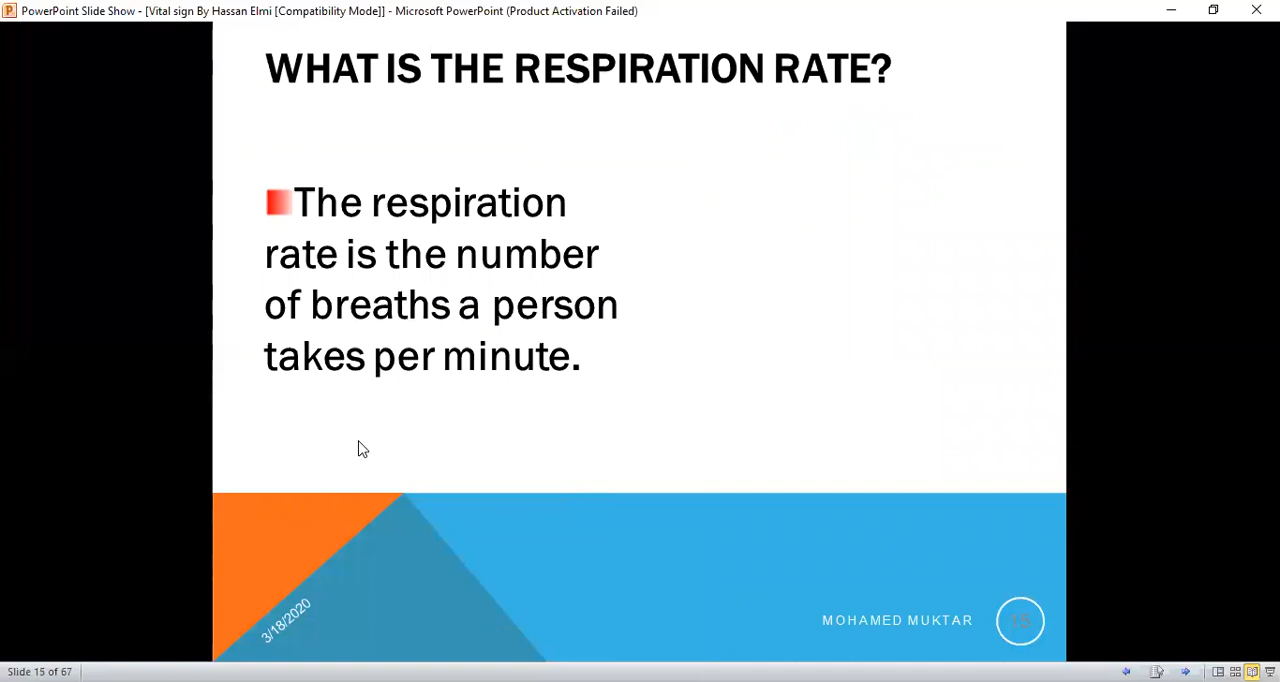 PowerPoint Slide Show - [Vital sign By Hassan Elmi [Compatibility Mode]] - Microsoft PowerPoint (Product Activation Failed)
WHAT IS THE RESPIRATION RATE?
The respiration
rate is the number
of breaths a person
takes per minute.
3/18/2020
MOHAMED MUKTAR
15
Slide 15 of 67